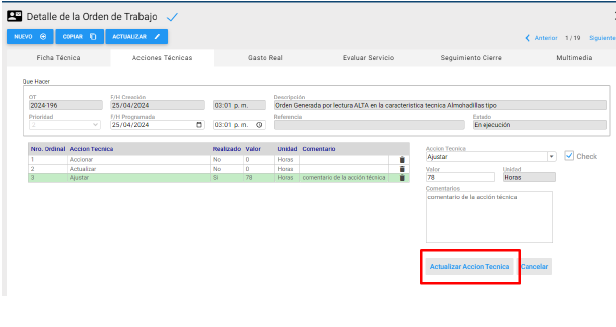 Detalle de la Orden de Trabajo
NUEVO COPIAR ACTUALIZAR
Anterior 1 / 19 Siguiente
Ficha Técnica Acciones Técnicas Gasto Real Evaluar Servicio Seguimiento Cierre Multimedia
Que Hacer
OT F/H Creación Descripción
2024-196 25/04/2024 03:01 p. m. Orden Generada por lectura ALTA en la caracteristica tecnica Almohadillas tipo
Prioridad F/H Programada Referencia Estado
2 25/04/2024 03:01 p. m. En ejecución
Nro. Ordinal Accion Tecnica Realizado Valor Unidad Comentario
1 Accionar No 0 Horas
2 Actualizar No 0 Horas
3 Ajustar Si 78 Horas comentario de la acción técnica
Accion Tecnica
Ajustar Check
Valor Unidad
78 Horas
Comentarios
comentario de la acción técnica
Actualizar Accion Tecnica Cancelar